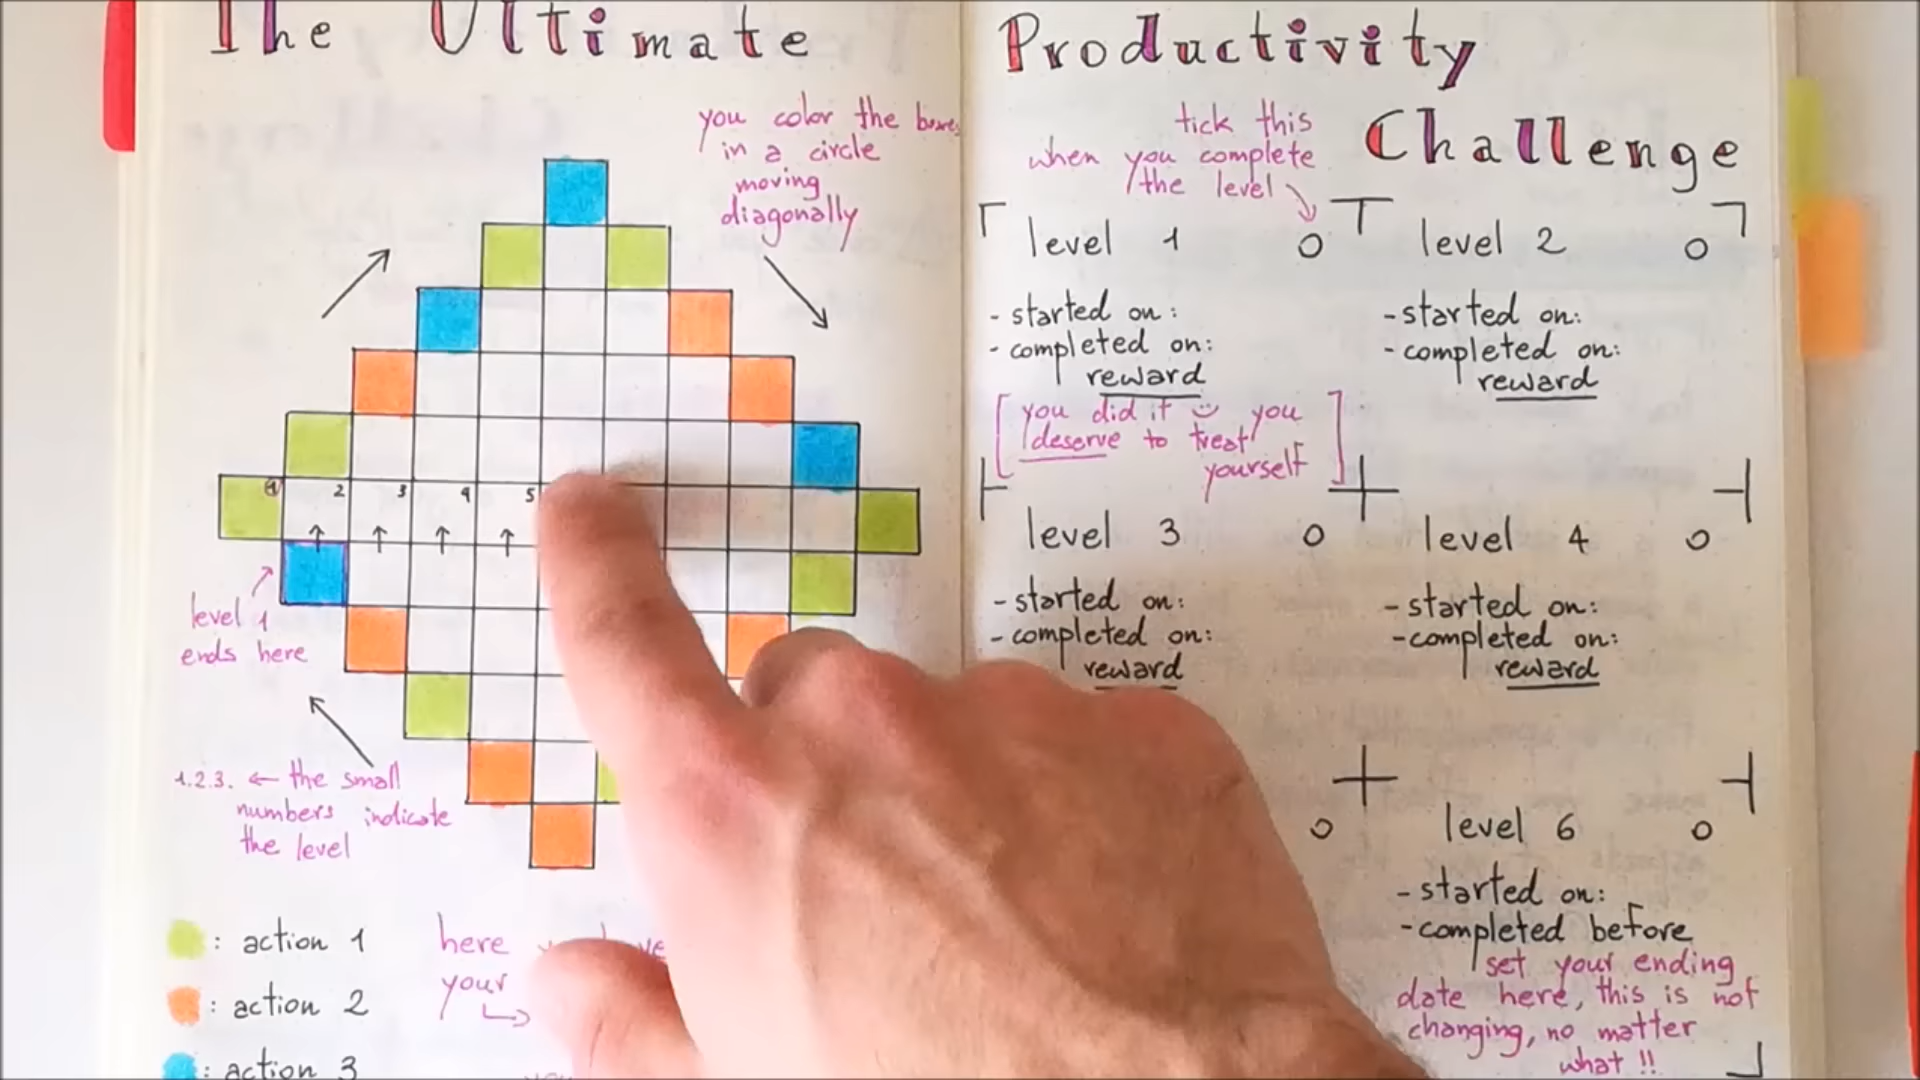 The Ultimate Productivity
Challenge
you color the boxes
in a circle
moving
diagonally
1 2 3 4 5
level 1
ends here
1.2.3. ← the small
numbers indicate
the level
: action 1
: action 2
: action 3
here
your
tick this
when you complete
the level
level 1 O
- started on :
- completed on:
reward
[you did it you
deserve to treat
yourself]
level 2 O
- started on:
- completed on:
reward
level 3 O
- started on:
- completed on:
reward
level 4 O
- started on:
- completed on:
reward
O
level 6 O
- started on:
- completed before
set your ending
date here, this is not
changing, no matter
what !!